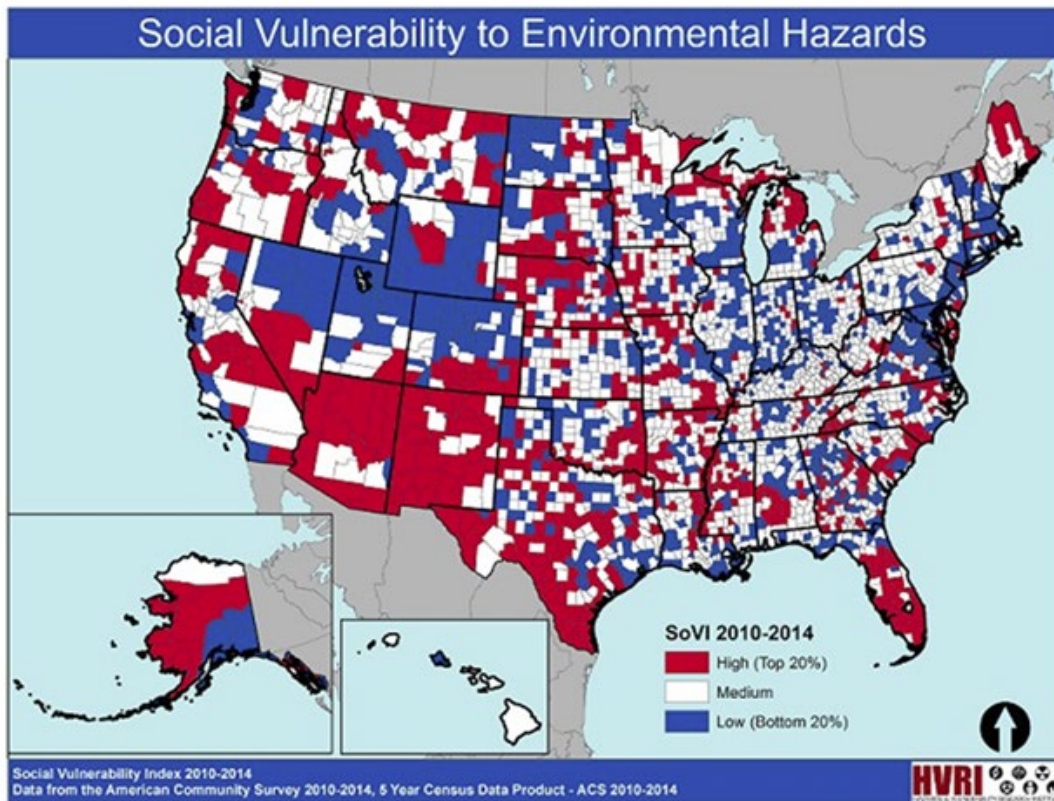 Social Vulnerability to Environmental Hazards
SoVI 2010-2014
High (Top 20%)
Medium
Low (Bottom 20%)
Social Vulnerability Index 2010-2014
Data from the American Community Survey 2010-2014, 5 Year Census Data Product - ACS 2010-2014
HVRI